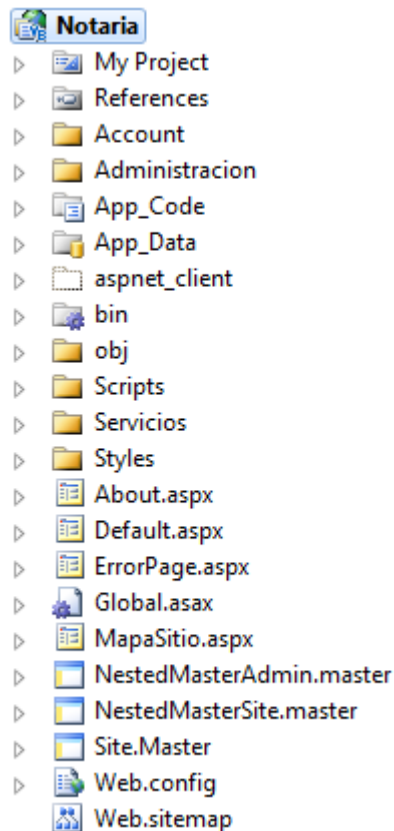 Notaria
My Project
References
Account
Administracion
App_Code
App_Data
aspnet_client
bin
obj
Scripts
Servicios
Styles
About.aspx
Default.aspx
ErrorPage.aspx
Global.asax
MapaSitio.aspx
NestedMasterAdmin.master
NestedMasterSite.master
Site.Master
Web.config
Web.sitemap